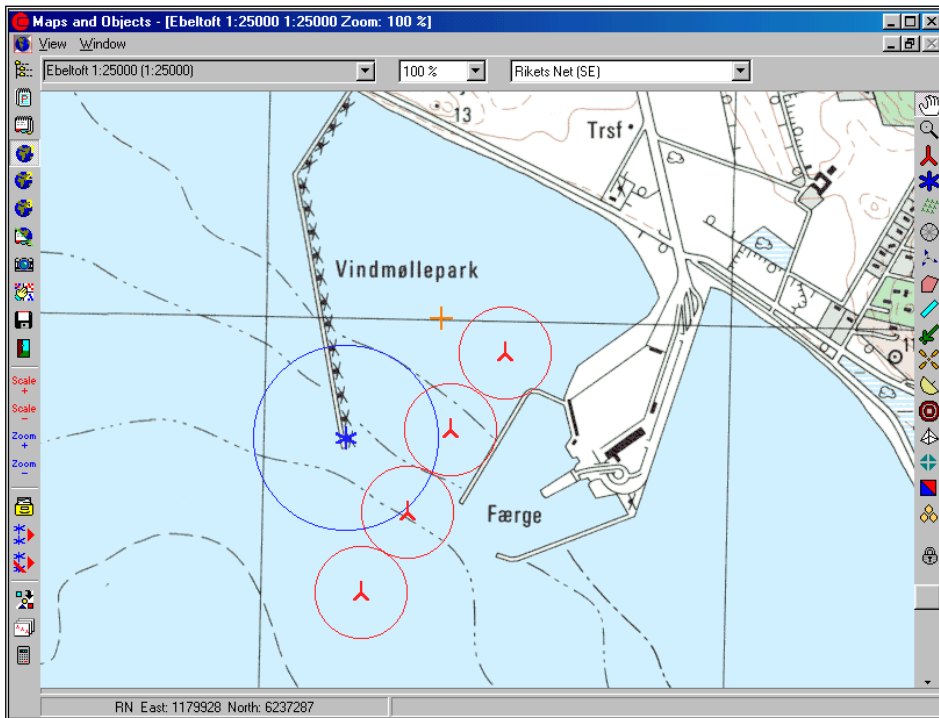 Maps and Objects - [Ebeltoft 1:25000 1:25000 Zoom: 100 %]
View Window
Ebeltoft 1:25000 (1:25000) 100 % Rikets Net (SE)
13
Trsf
Vindmøllepark
Færge
Scale
+
Scale
-
Zoom
+
Zoom
-
RN East: 1179928 North: 6237287